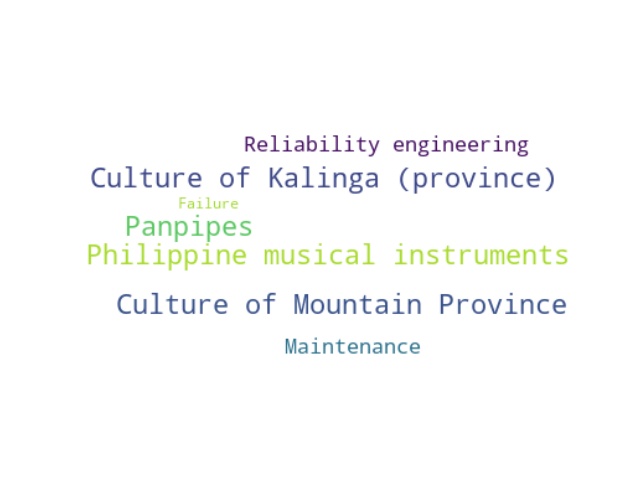 Reliability engineering
Culture of Kalinga (province)
Failure
Panpipes
Philippine musical instruments
Culture of Mountain Province
Maintenance